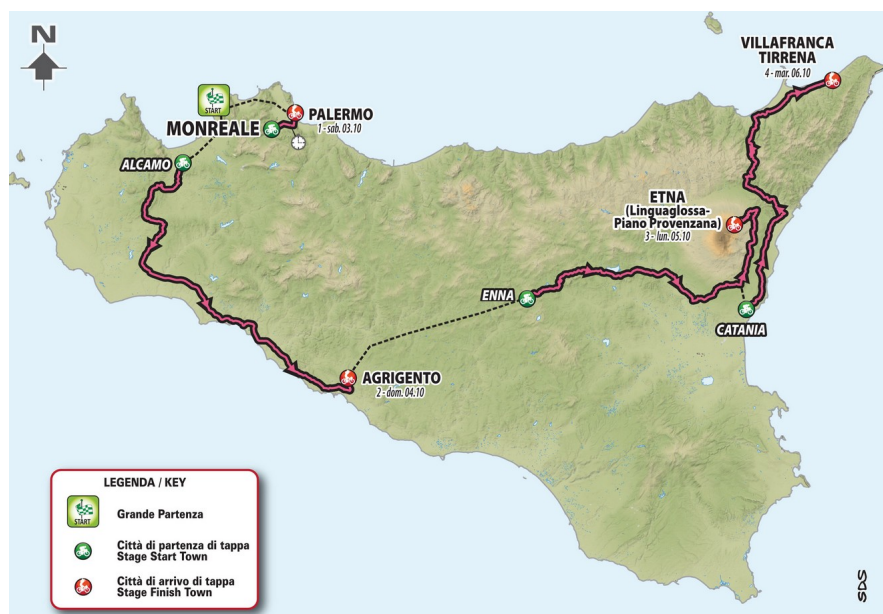 N
VILLAFRANCA
TIRRENA
4 - mar. 06.10
START
PALERMO
1 - sab. 03.10
MONREALE
ALCAMO
ETNA
(Linguaglossa-
Piano Provenzana)
3 - lun. 05.10
ENNA
CATANIA
AGRIGENTO
2 - dom. 04.10
LEGENDA / KEY
START
Grande Partenza
Città di partenza di tappa
Stage Start Town
Città di arrivo di tappa
Stage Finish Town
SDS